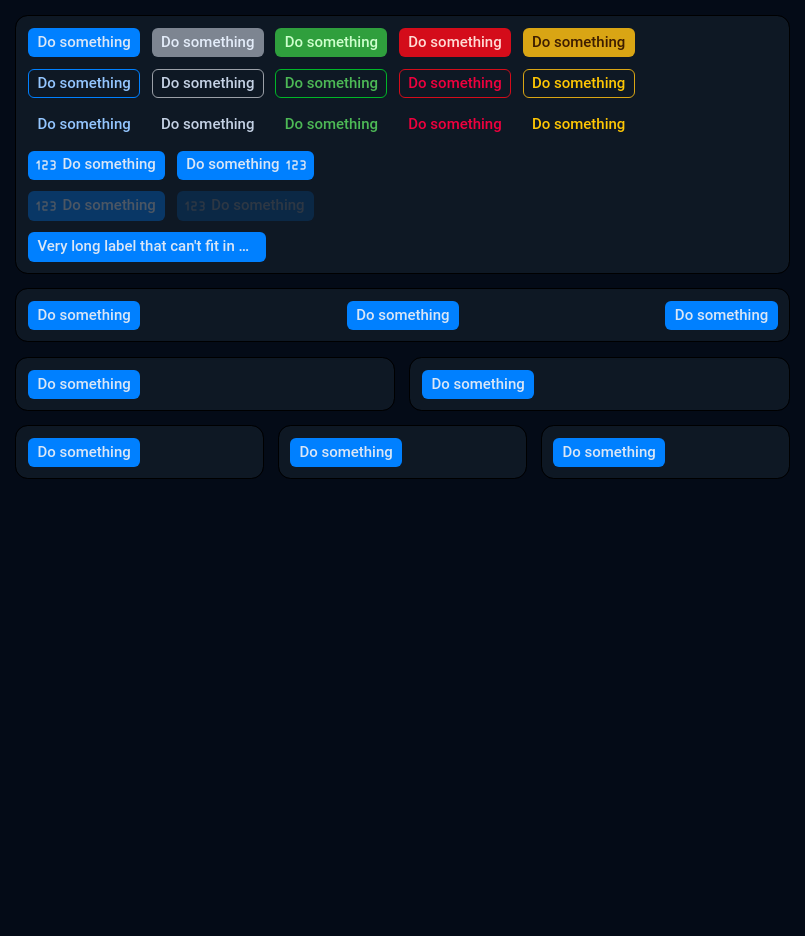 Do something Do something Do something Do something Do something
Do something Do something Do something Do something Do something
Do something Do something Do something Do something Do something
123 Do something Do something 123
123 Do something 123 Do something
Very long label that can't fit in ...
Do something Do something Do something
Do something Do something
Do something Do something Do something